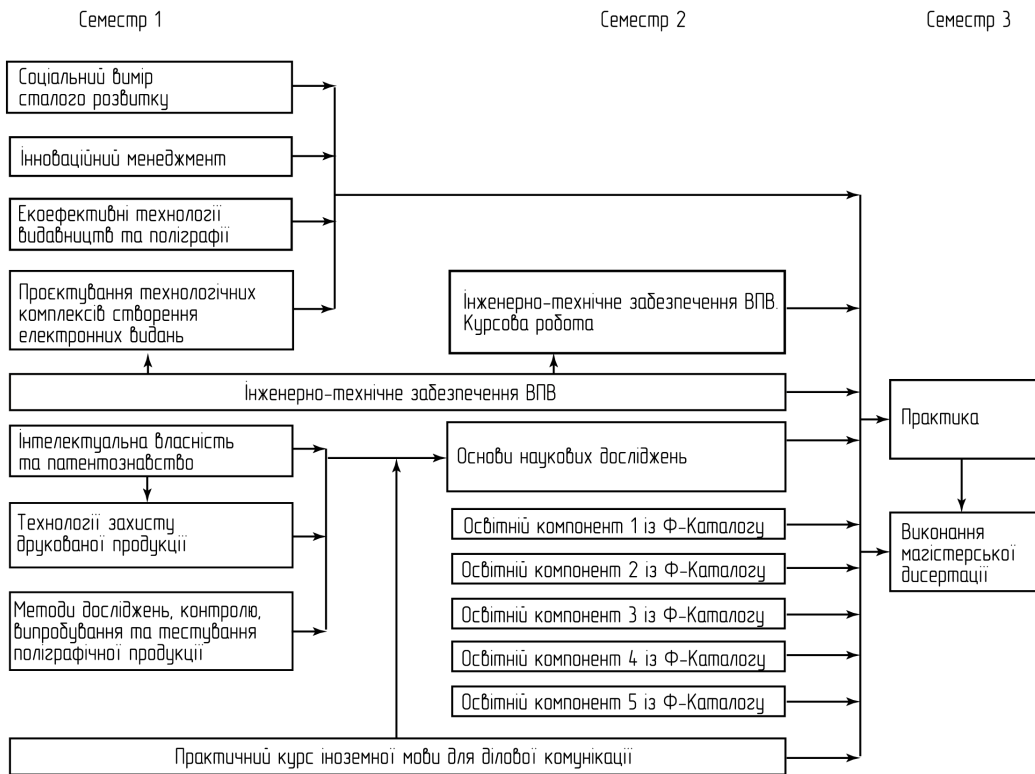 Семестр 1
Семестр 2
Семестр 3
Соціальний вимір
сталого розвитку
Інноваційний менеджмент
Екоефективні технології
видавництв та поліграфії
Проєктування технологічних
комплексів створення
електронних видань
Інженерно-технічне забезпечення ВПВ.
Курсова робота
Інженерно-технічне забезпечення ВПВ
Інтелектуальна власність
та патентознавство
Основи наукових досліджень
Практика
Технології захисту
друкованої продукції
Методи досліджень, контролю,
випробування та тестування
поліграфічної продукції
Освітній компонент 1 із Ф-Каталогу
Освітній компонент 2 із Ф-Каталогу
Освітній компонент 3 із Ф-Каталогу
Освітній компонент 4 із Ф-Каталогу
Освітній компонент 5 із Ф-Каталогу
Виконання
магістерської
дисертації
Практичний курс іноземної мови для ділової комунікації